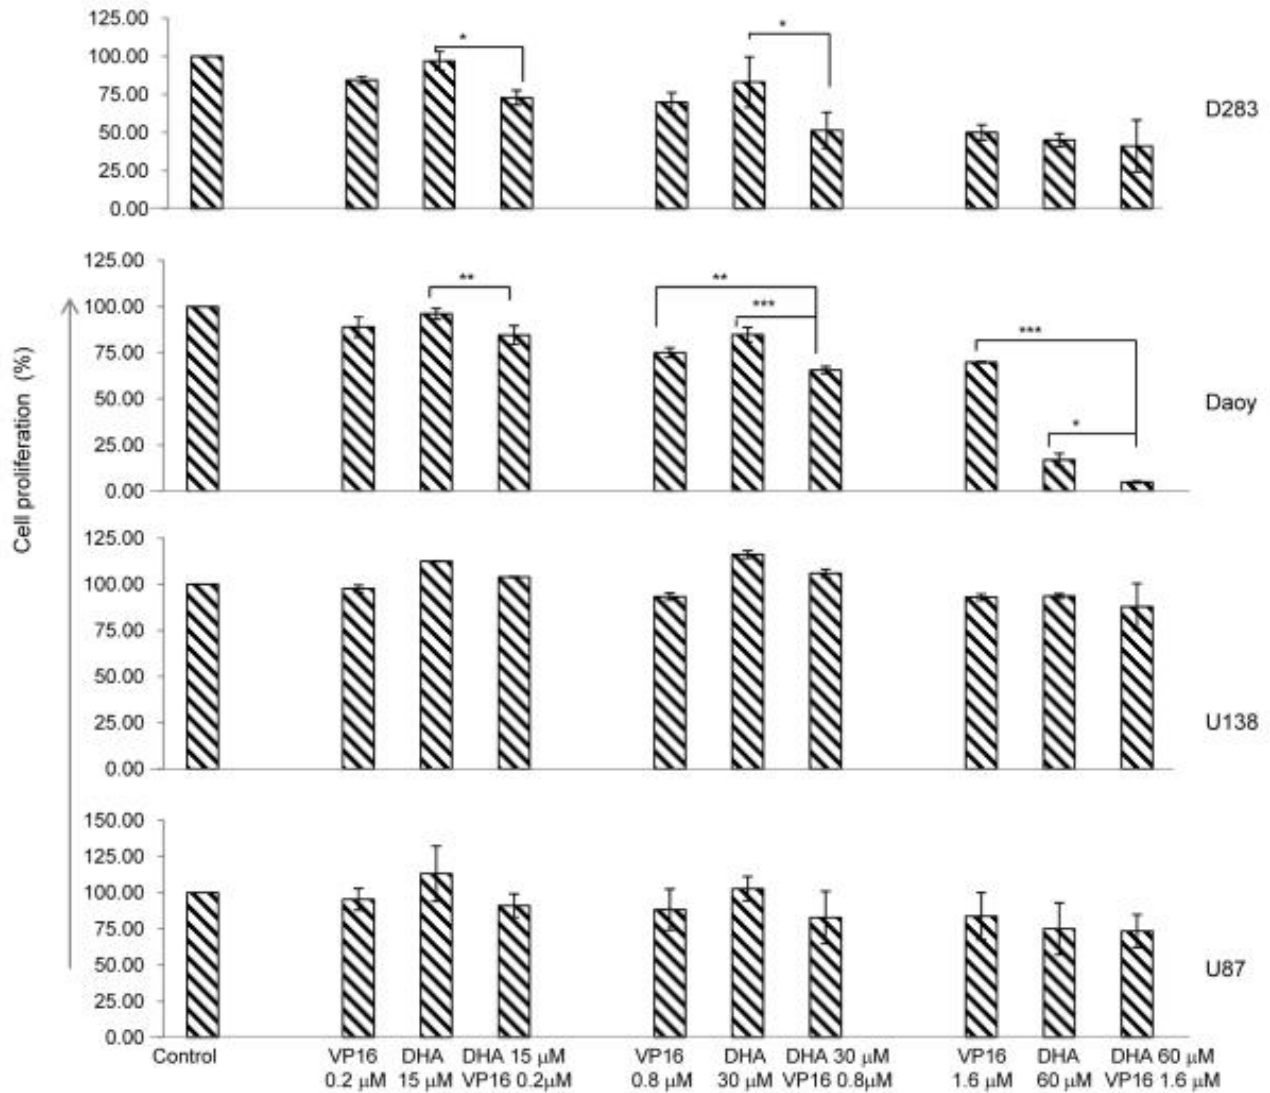 125.00
100.00
75.00
50.00
25.00
0.00
*
*
D283
125.00
100.00
75.00
50.00
25.00
0.00
**
**
***
***
*
Daoy
Cell proliferation (%)
125.00
100.00
75.00
50.00
25.00
0.00
U138
150.00
125.00
100.00
75.00
50.00
25.00
0.00
U87
Control
VP16
0.2 µM
DHA
15 µM
DHA 15 µM
VP16 0.2µM
VP16
0.8 µM
DHA
30 µM
DHA 30 µM
VP16 0.8µM
VP16
1.6 µM
DHA
60 µM
DHA 60 µM
VP16 1.6 µM